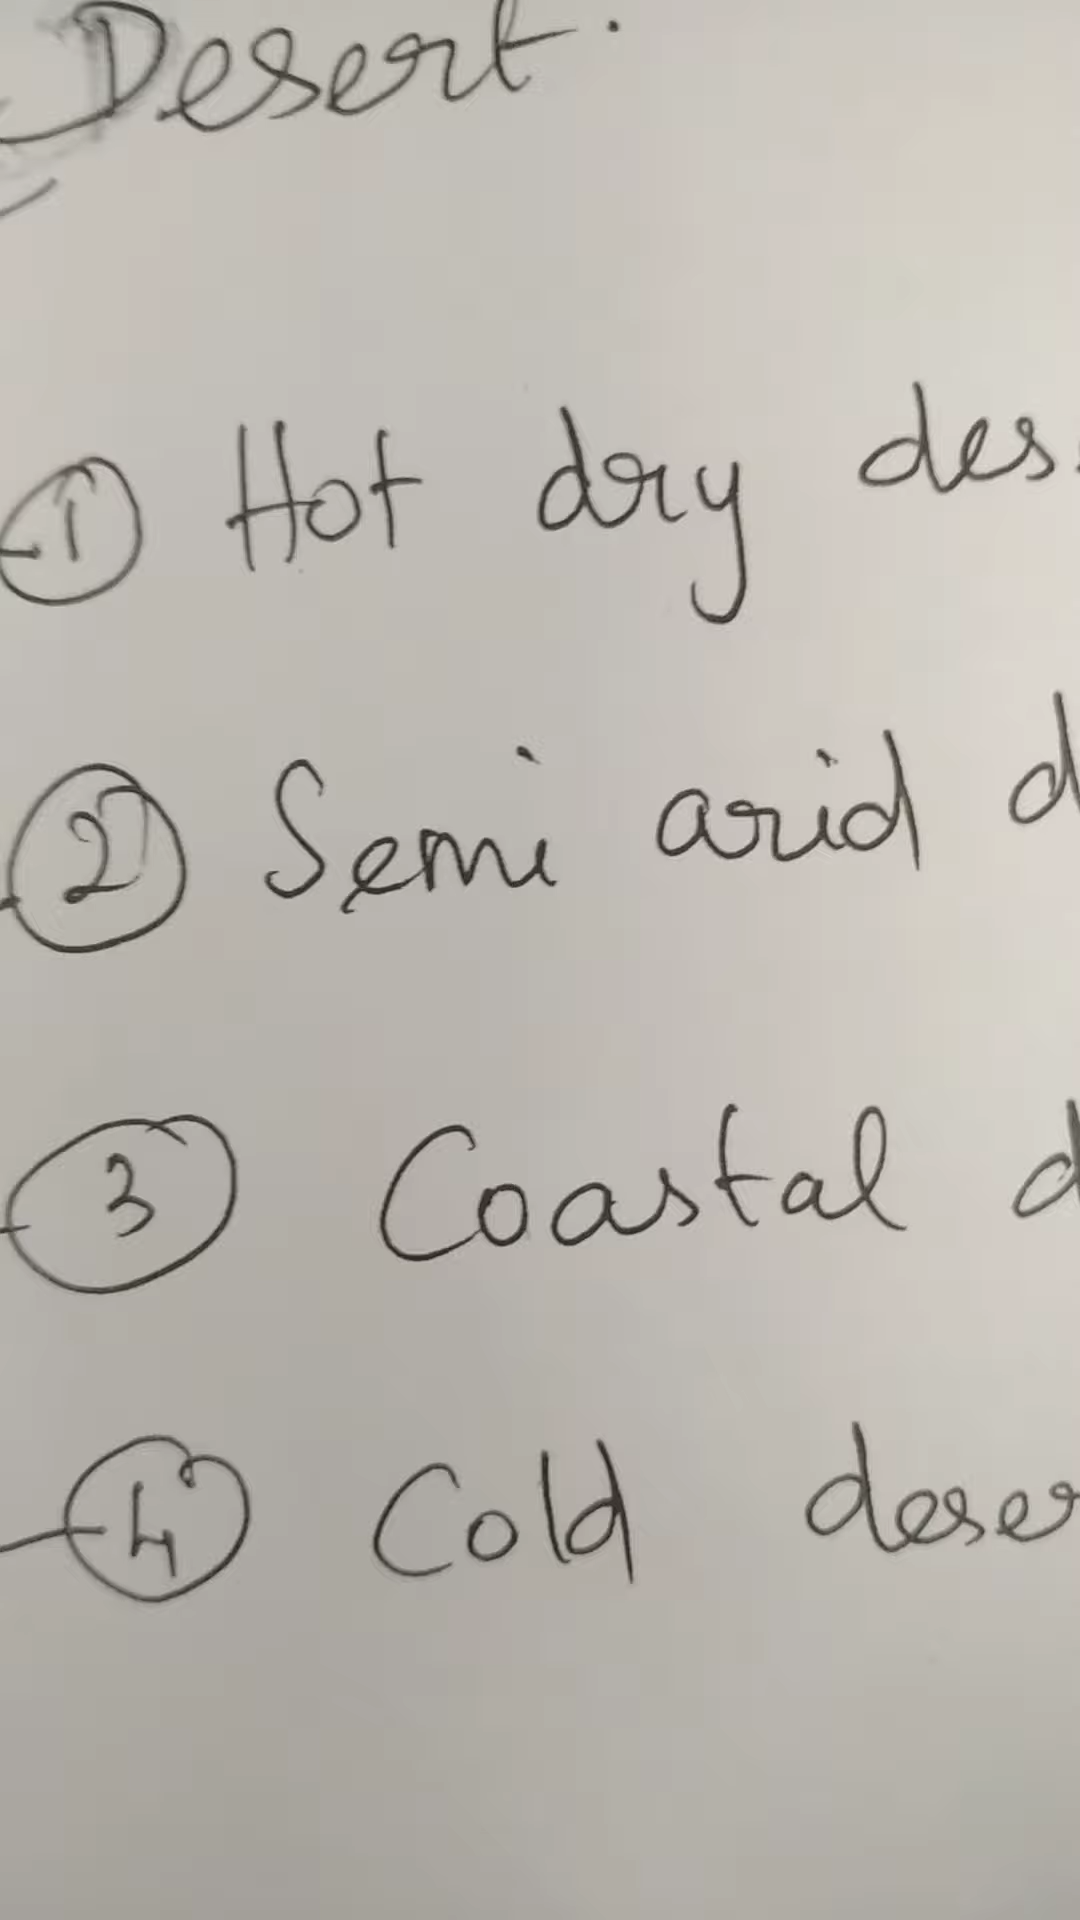 Desert.
1 Hot dry des
2 Semi arid d
3 Coastal d
4 Cold deser